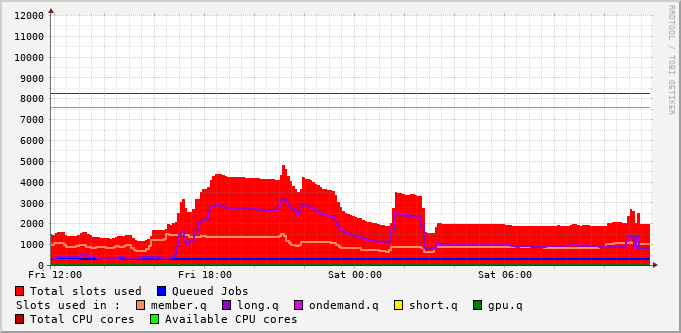 12000
11000
10000
9000
8000
7000
6000
5000
4000
3000
2000
1000
0
Fri 12:00 Fri 18:00 Sat 00:00 Sat 06:00
RRDTOOL / TOBI OETIKER
Total slots used Queued Jobs
Slots used in : member.q long.q ondemand.q short.q gpu.q
Total CPU cores Available CPU cores